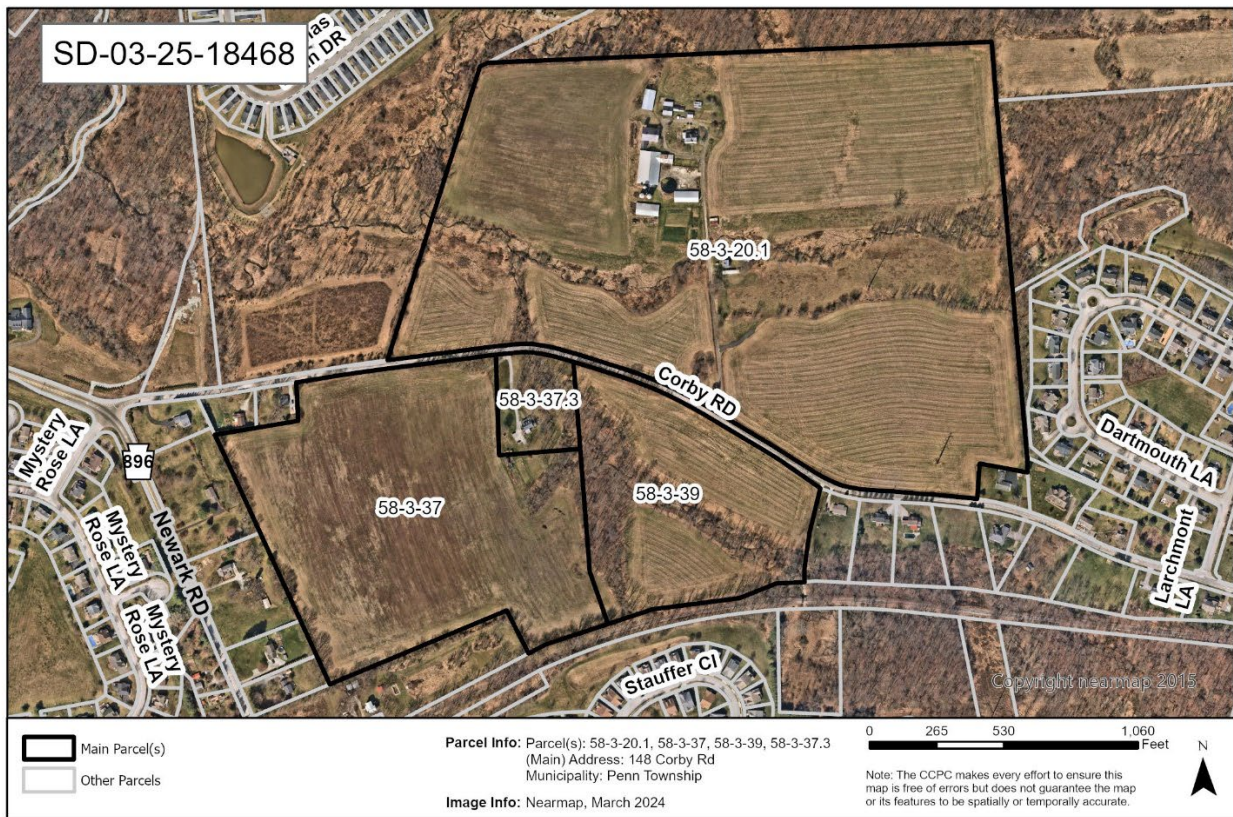 SD-03-25-18468
DR
58-3-20.1
Corby RD
58-3-37.3
58-3-37
58-3-39
896
Newark RD
Mystery
Rose LA
Mystery
Rose LA
Mystery
Rose LA
Dartmouth LA
Larchmont
LA
Stauffer CI
Copyright nearmap 2015
Main Parcel(s)
Other Parcels
Parcel Info: Parcel(s): 58-3-20.1, 58-3-37, 58-3-39, 58-3-37.3
(Main) Address: 148 Corby Rd
Municipality: Penn Township
Image Info: Nearmap, March 2024
0 265 530 1,060
Feet
N
Note: The CCPC makes every effort to ensure this
map is free of errors but does not guarantee the map
or its features to be spatially or temporally accurate.